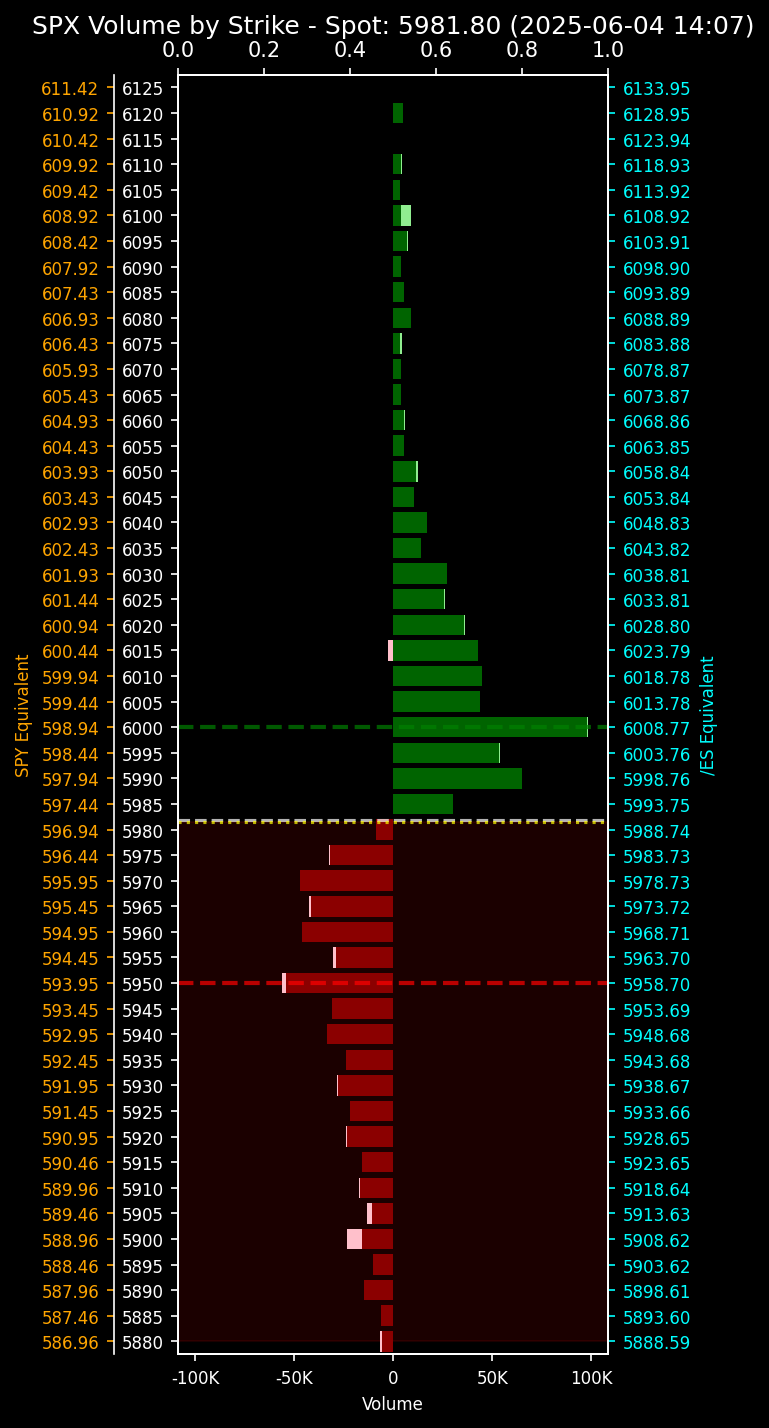 SPX Volume by Strike - Spot: 5981.80 (2025-06-04 14:07)
0.0 0.2 0.4 0.6 0.8 1.0
611.42 6125 6133.95
610.92 6120 6128.95
610.42 6115 6123.94
609.92 6110 6118.93
609.42 6105 6113.92
608.92 6100 6108.92
608.42 6095 6103.91
607.92 6090 6098.90
607.43 6085 6093.89
606.93 6080 6088.89
606.43 6075 6083.88
605.93 6070 6078.87
605.43 6065 6073.87
604.93 6060 6068.86
604.43 6055 6063.85
603.93 6050 6058.84
603.43 6045 6053.84
602.93 6040 6048.83
602.43 6035 6043.82
601.93 6030 6038.81
601.44 6025 6033.81
600.94 6020 6028.80
600.44 6015 6023.79
599.94 6010 6018.78
599.44 6005 6013.78
598.94 6000 6008.77
598.44 5995 6003.76
597.94 5990 5998.76
597.44 5985 5993.75
596.94 5980 5988.74
596.44 5975 5983.73
595.95 5970 5978.73
595.45 5965 5973.72
594.95 5960 5968.71
594.45 5955 5963.70
593.95 5950 5958.70
593.45 5945 5953.69
592.95 5940 5948.68
592.45 5935 5943.68
591.95 5930 5938.67
591.45 5925 5933.66
590.95 5920 5928.65
590.46 5915 5923.65
589.96 5910 5918.64
589.46 5905 5913.63
588.96 5900 5908.62
588.46 5895 5903.62
587.96 5890 5898.61
587.46 5885 5893.60
586.96 5880 5888.59
SPY Equivalent
/ES Equivalent
-100K -50K 0 50K 100K
Volume